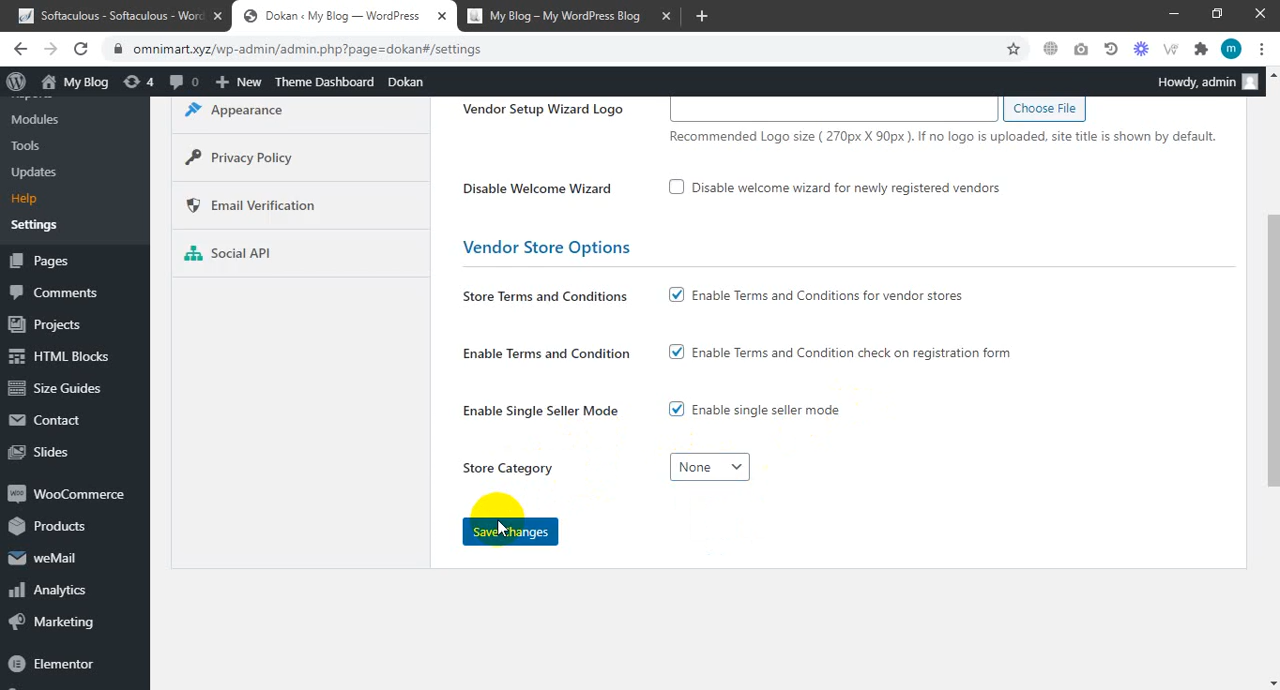 Softaculous - Softaculous - Word
Dokan ‹ My Blog — WordPress
My Blog – My WordPress Blog
omnimart.xyz/wp-admin/admin.php?page=dokan#/settings
m
My Blog
4
0
New
Theme Dashboard
Dokan
Howdy, admin
Reports
Modules
Tools
Updates
Help
Settings
Pages
Comments
Projects
HTML Blocks
Size Guides
Contact
Slides
WooCommerce
Products
weMail
Analytics
Marketing
Elementor
Appearance
Privacy Policy
Email Verification
Social API
Vendor Setup Wizard Logo
Choose File
Recommended Logo size ( 270px X 90px ). If no logo is uploaded, site title is shown by default.
Disable Welcome Wizard
Disable welcome wizard for newly registered vendors
Vendor Store Options
Store Terms and Conditions
Enable Terms and Conditions for vendor stores
Enable Terms and Condition
Enable Terms and Condition check on registration form
Enable Single Seller Mode
Enable single seller mode
Store Category
None
Save Changes